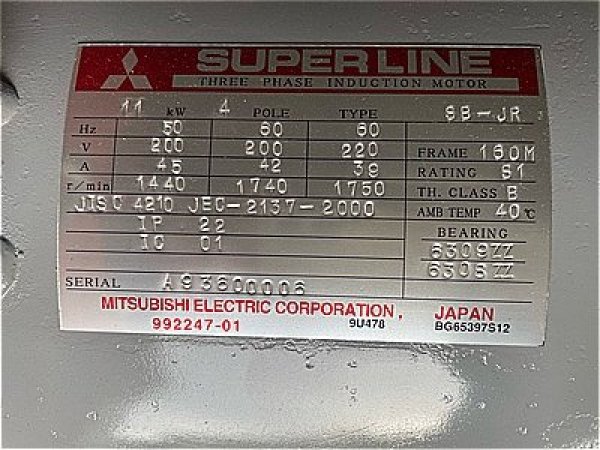 SUPER LINE
THREE PHASE INDUCTION MOTOR
11 kW 4 POLE TYPE SB-JR
Hz 50 60 60
V 200 200 220 FRAME 160M
A 45 42 39 RATING S1
r/min 1440 1740 1750 TH. CLASS B
JISC 4210 JEC-2137-2000 AMB TEMP 40℃
IP 22 BEARING
IC 01 6309ZZ
6308ZZ
SERIAL A93600006
MITSUBISHI ELECTRIC CORPORATION, JAPAN
992247-01 9U478 BG65397S12